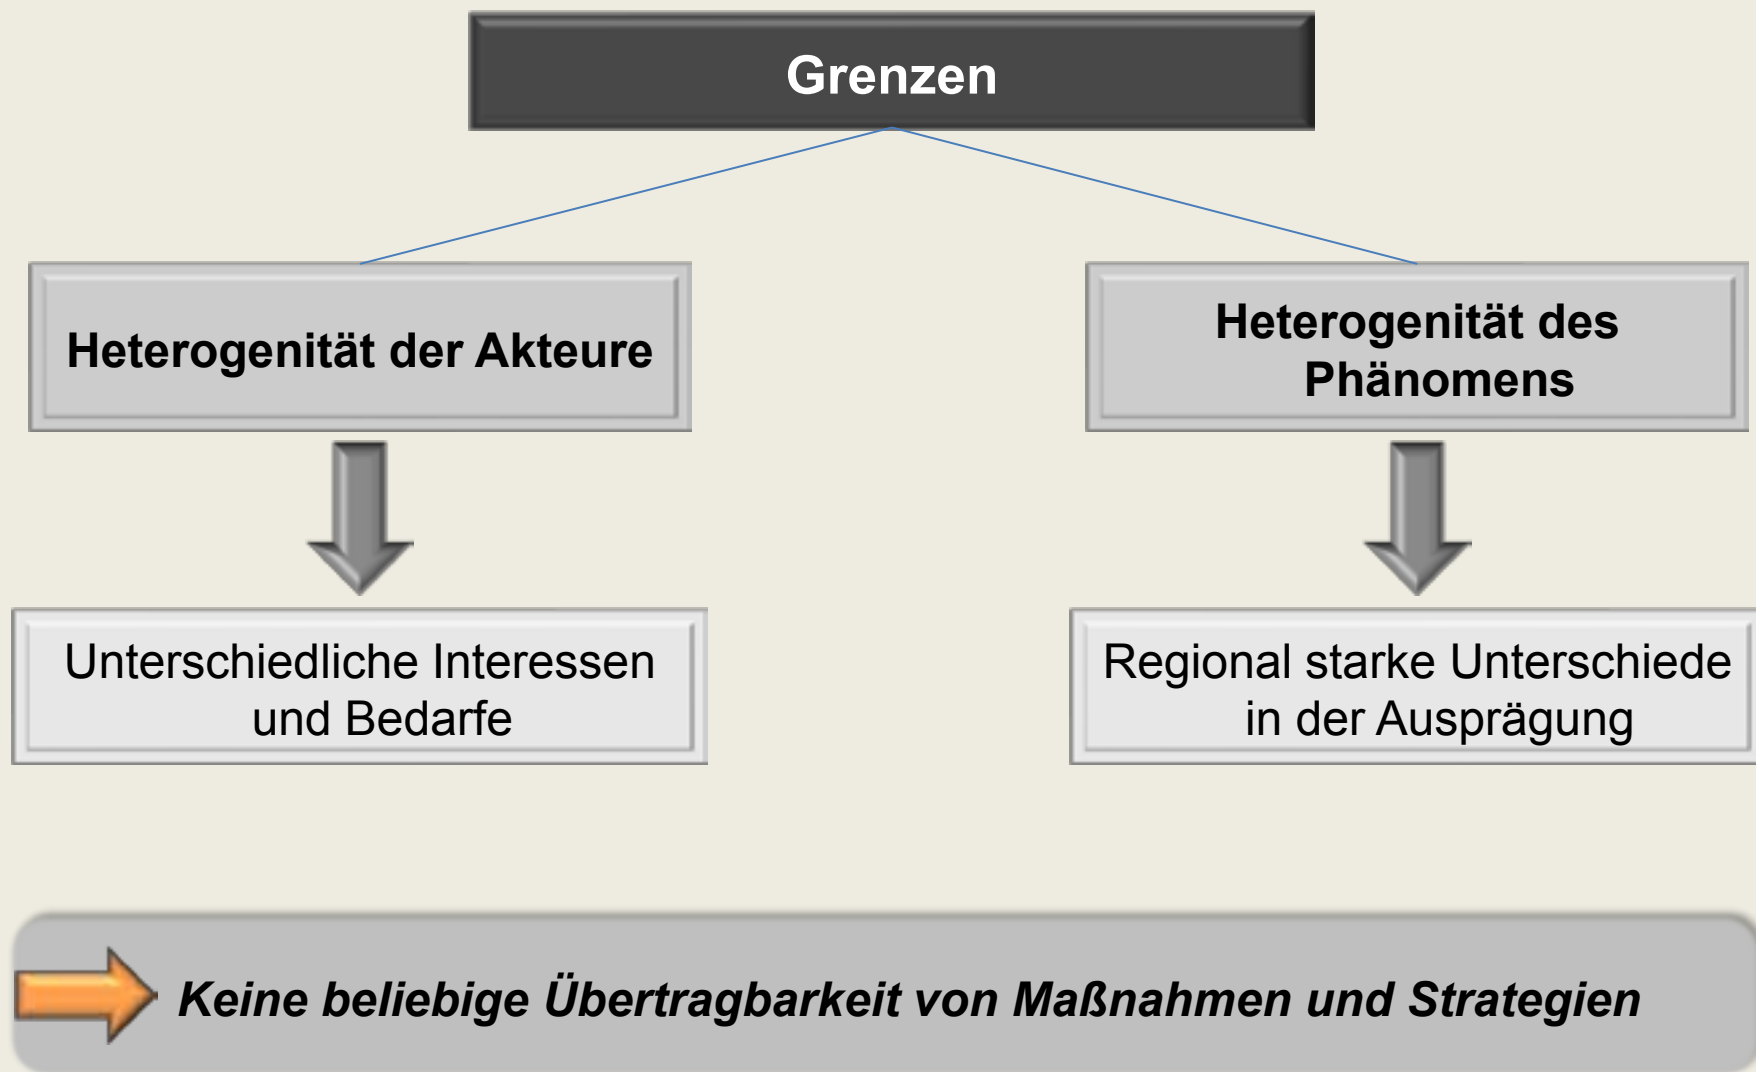 Grenzen
Heterogenität der Akteure
Heterogenität des
Phänomens
Unterschiedliche Interessen
und Bedarfe
Regional starke Unterschiede
in der Ausprägung
Keine beliebige Übertragbarkeit von Maßnahmen und Strategien